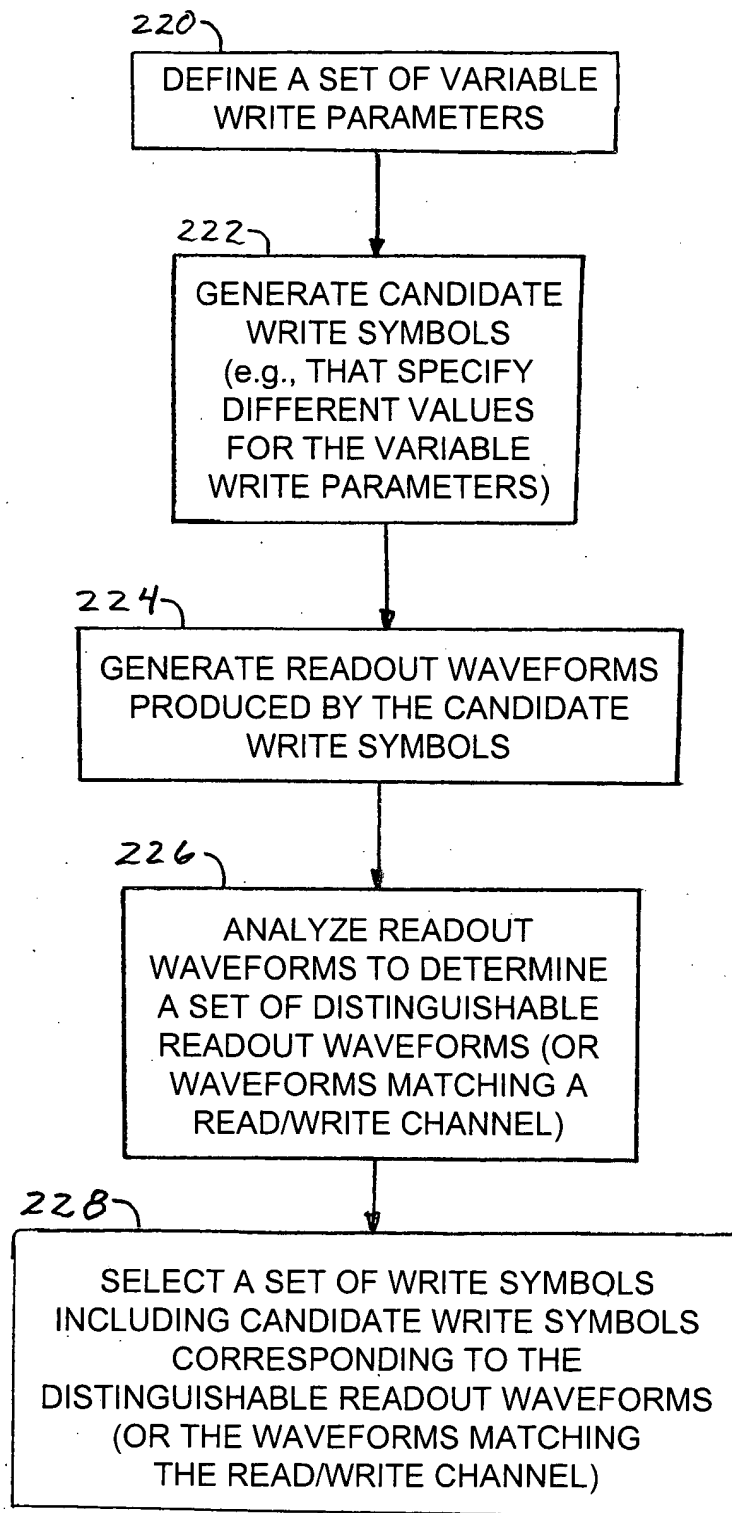 220
DEFINE A SET OF VARIABLE
WRITE PARAMETERS
222
GENERATE CANDIDATE
WRITE SYMBOLS
(e.g., THAT SPECIFY
DIFFERENT VALUES
FOR THE VARIABLE
WRITE PARAMETERS)
224
GENERATE READOUT WAVEFORMS
PRODUCED BY THE CANDIDATE
WRITE SYMBOLS
226
ANALYZE READOUT
WAVEFORMS TO DETERMINE
A SET OF DISTINGUISHABLE
READOUT WAVEFORMS (OR
WAVEFORMS MATCHING A
READ/WRITE CHANNEL)
228
SELECT A SET OF WRITE SYMBOLS
INCLUDING CANDIDATE WRITE SYMBOLS
CORRESPONDING TO THE
DISTINGUISHABLE READOUT WAVEFORMS
(OR THE WAVEFORMS MATCHING
THE READ/WRITE CHANNEL)